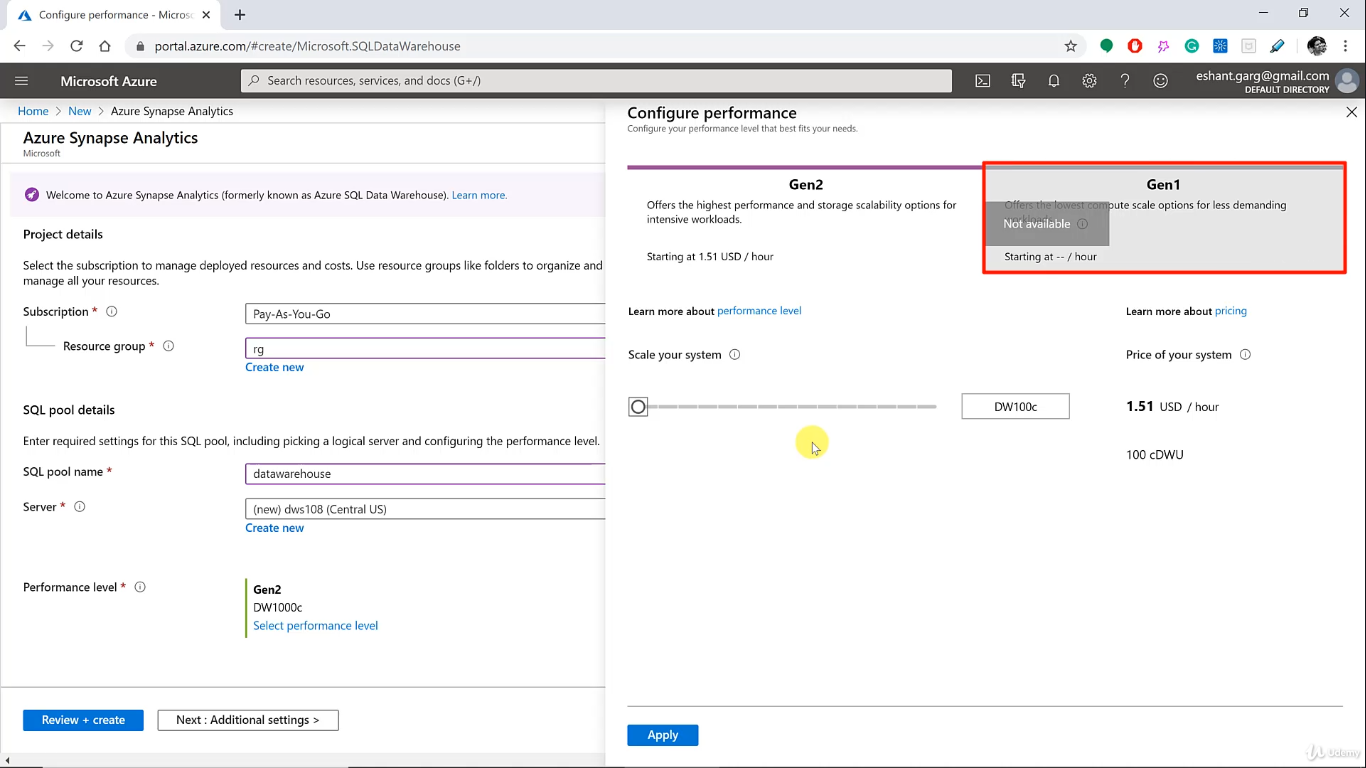 Configure performance - Micros
portal.azure.com/#create/Microsoft.SQLDataWarehouse
Microsoft Azure
Search resources, services, and docs (G+/)
eshant.garg@gmail.com
DEFAULT DIRECTORY
Home > New > Azure Synapse Analytics
Azure Synapse Analytics
Microsoft
Welcome to Azure Synapse Analytics (formerly known as Azure SQL Data Warehouse). Learn more.
Project details
Select the subscription to manage deployed resources and costs. Use resource groups like folders to organize and
manage all your resources.
Subscription *
Pay-As-You-Go
Resource group *
rg
Create new
SQL pool details
Enter required settings for this SQL pool, including picking a logical server and configuring the performance level.
SQL pool name *
datawarehouse
Server *
(new) dws108 (Central US)
Create new
Performance level *
Gen2
DW1000c
Select performance level
Review + create
Next : Additional settings >
Configure performance
Configure your performance level that best fits your needs.
Gen2
Offers the highest performance and storage scalability options for
intensive workloads.
Starting at 1.51 USD / hour
Gen1
Offers the lowest compute scale options for less demanding
Not available
Starting at -- / hour
Learn more about performance level
Learn more about pricing
Scale your system
Price of your system
DW100c
1.51 USD / hour
100 cDWU
Apply
Udemy